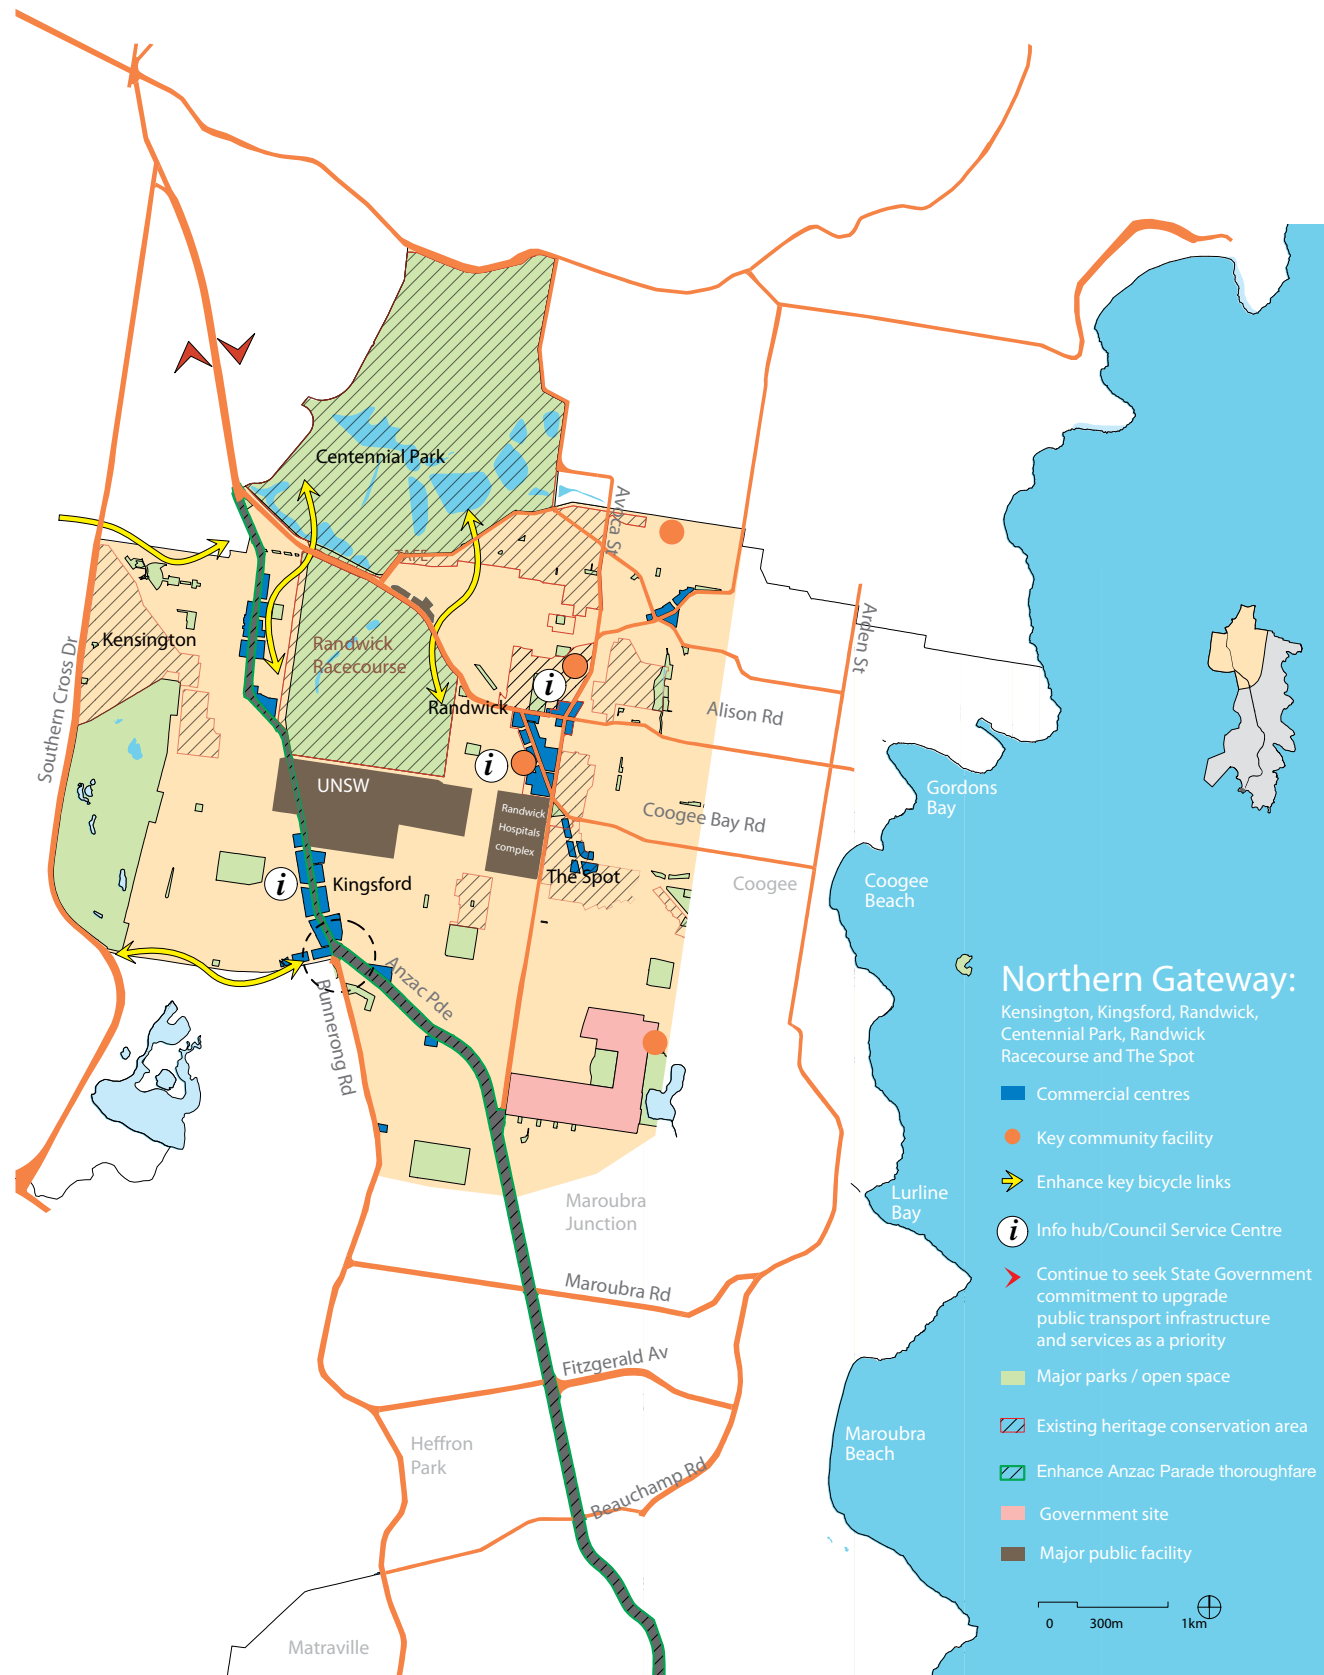 Centennial Park
Avoca St
TAFE
Kensington
Randwick
Racecourse
Arden St
Southern Cross Dr
Randwick
i
Alison Rd
i
UNSW
Gordons
Bay
Randwick
Hospitals
complex
Coogee Bay Rd
i
Kingsford
The Spot
Coogee
Coogee
Beach
Anzac Pde
Bunnerong Rd
Northern Gateway:
Kensington, Kingsford, Randwick,
Centennial Park, Randwick
Racecourse and The Spot
Commercial centres
Key community facility
Enhance key bicycle links
i
Info hub/Council Service Centre
Continue to seek State Government
commitment to upgrade
public transport infrastructure
and services as a priority
Major parks / open space
Existing heritage conservation area
Enhance Anzac Parade thoroughfare
Government site
Major public facility
0 300m 1km
Maroubra
Junction
Lurline
Bay
Maroubra Rd
Fitzgerald Av
Heffron
Park
Maroubra
Beach
Beauchamp Rd
Matraville